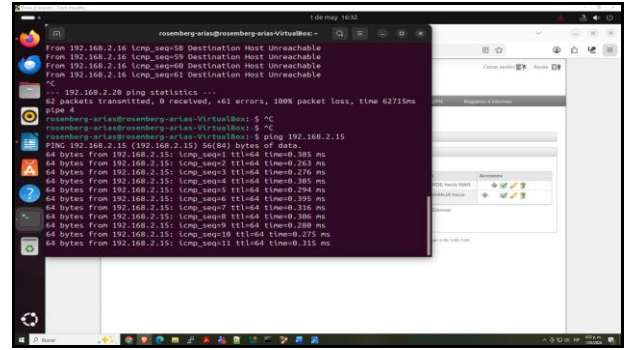 1 de may 16:32
rosemberg-arias@rosemberg-arias-VirtualBox: ~
From 192.168.2.16 icmp_seq=58 Destination Host Unreachable
From 192.168.2.16 icmp_seq=59 Destination Host Unreachable
From 192.168.2.16 icmp_seq=60 Destination Host Unreachable
From 192.168.2.16 icmp_seq=61 Destination Host Unreachable
^C
--- 192.168.2.20 ping statistics ---
62 packets transmitted, 0 received, +61 errors, 100% packet loss, time 62715ms
pipe 4
rosemberg-arias@rosemberg-arias-VirtualBox:~$ ^C
rosemberg-arias@rosemberg-arias-VirtualBox:~$ ^C
rosemberg-arias@rosemberg-arias-VirtualBox:~$ ping 192.168.2.15
PING 192.168.2.15 (192.168.2.15) 56(84) bytes of data.
64 bytes from 192.168.2.15: icmp_seq=1 ttl=64 time=0.385 ms
64 bytes from 192.168.2.15: icmp_seq=2 ttl=64 time=0.263 ms
64 bytes from 192.168.2.15: icmp_seq=3 ttl=64 time=0.276 ms
64 bytes from 192.168.2.15: icmp_seq=4 ttl=64 time=0.305 ms
64 bytes from 192.168.2.15: icmp_seq=5 ttl=64 time=0.294 ms
64 bytes from 192.168.2.15: icmp_seq=6 ttl=64 time=0.395 ms
64 bytes from 192.168.2.15: icmp_seq=7 ttl=64 time=0.316 ms
64 bytes from 192.168.2.15: icmp_seq=8 ttl=64 time=0.306 ms
64 bytes from 192.168.2.15: icmp_seq=9 ttl=64 time=0.280 ms
64 bytes from 192.168.2.15: icmp_seq=10 ttl=64 time=0.275 ms
64 bytes from 192.168.2.15: icmp_seq=11 ttl=64 time=0.315 ms
Cerrar sesión
Ayuda
VPN
Registros e informes
Acciones
Buscar